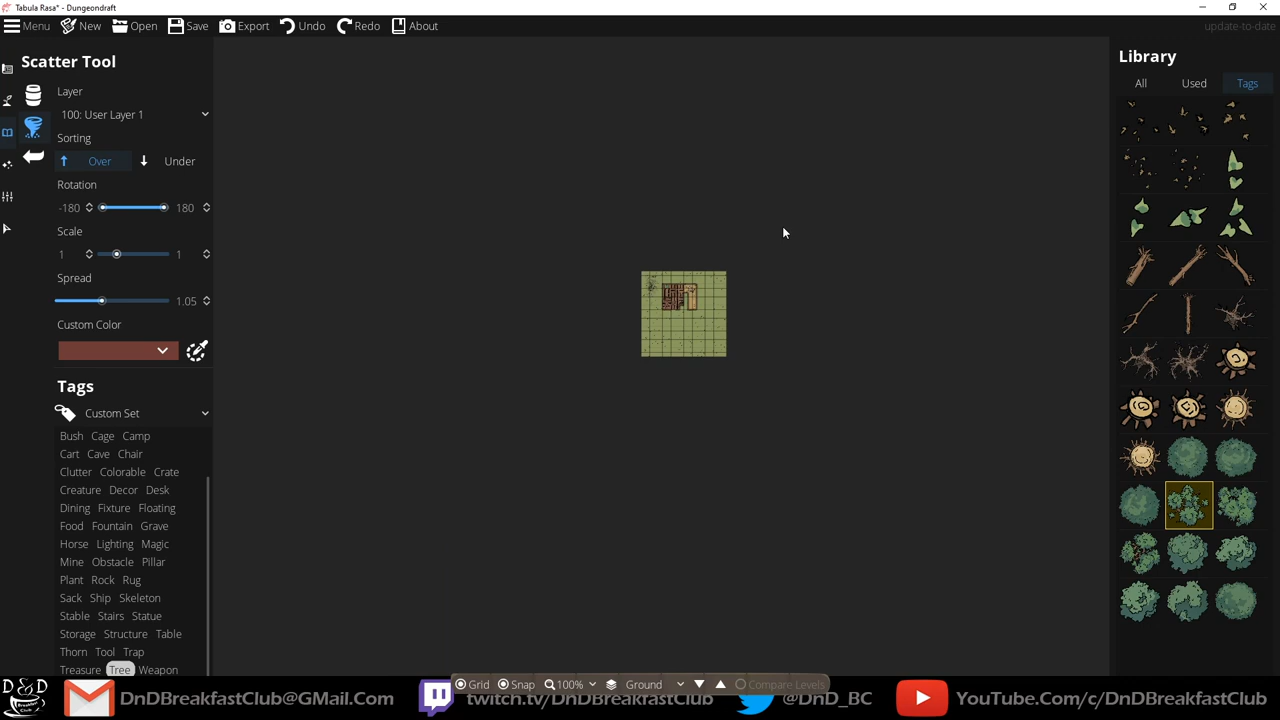 Tabula Rasa* - Dungeondraft
Menu New Open Save Export Undo Redo About update-to-date
Scatter Tool
Layer
100: User Layer 1
Sorting
Over Under
Rotation
-180 180
Scale
1 1
Spread
1.05
Custom Color
Tags
Custom Set
Bush Cage Camp
Cart Cave Chair
Clutter Colorable Crate
Creature Decor Desk
Dining Fixture Floating
Food Fountain Grave
Horse Lighting Magic
Mine Obstacle Pillar
Plant Rock Rug
Sack Ship Skeleton
Stable Stairs Statue
Storage Structure Table
Thorn Tool Trap
Treasure Tree Weapon
Library
All Used Tags
Grid Snap 100% Ground Compare Levels
D&D
Breakfast
Club
DnDBreakfastClub@GMail.Com
twitch.tv/DnDBreakfastClub
@DnD_BC
YouTube.Com/c/DnDBreakfastClub